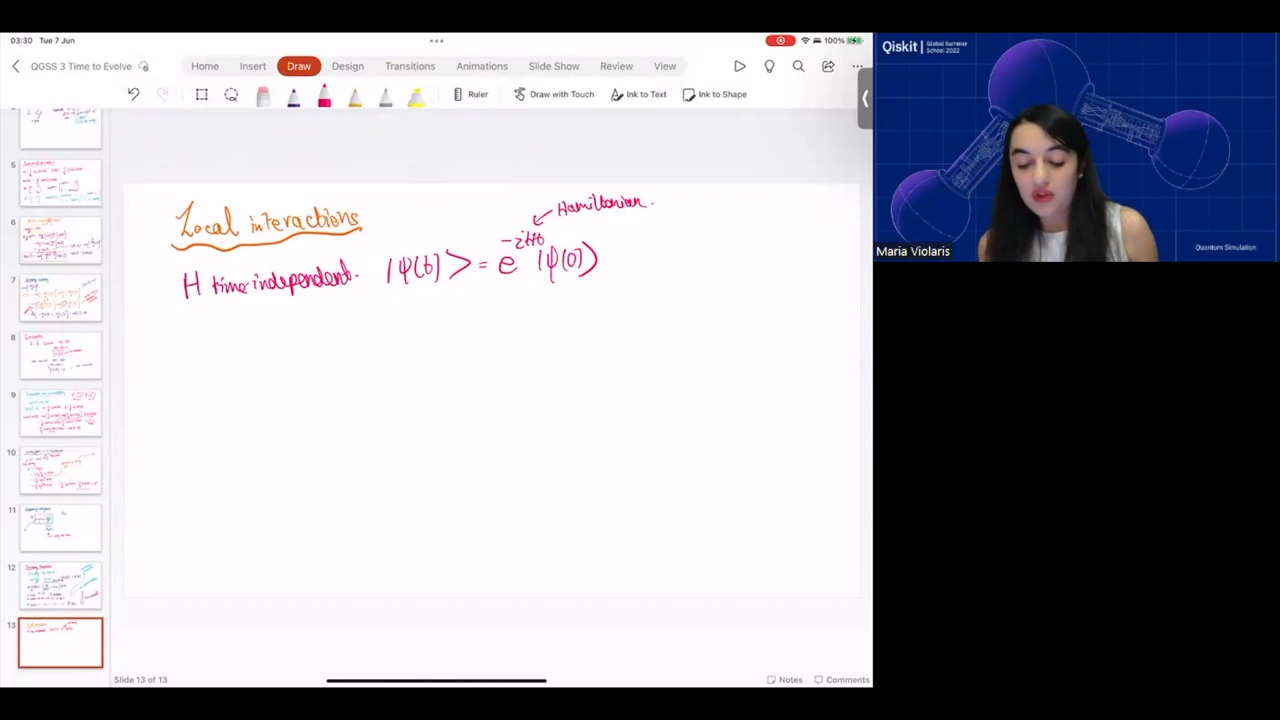 03:30 Tue 7 Jun
100%
QGSS 3 Time to Evolve
Home Insert Draw Design Transitions Animations Slide Show Review View
Ruler Draw with Touch Ink to Text Ink to Shape
5
6
7
8
9
10
11
12
13
Local interactions
Hamiltonian.
H time-independent. |ψ(t)> = e^-iHt |ψ(0)>
Slide 13 of 13
Notes Comments
Qiskit | Global Summer School 2022
Maria Violaris
Quantum Simulation